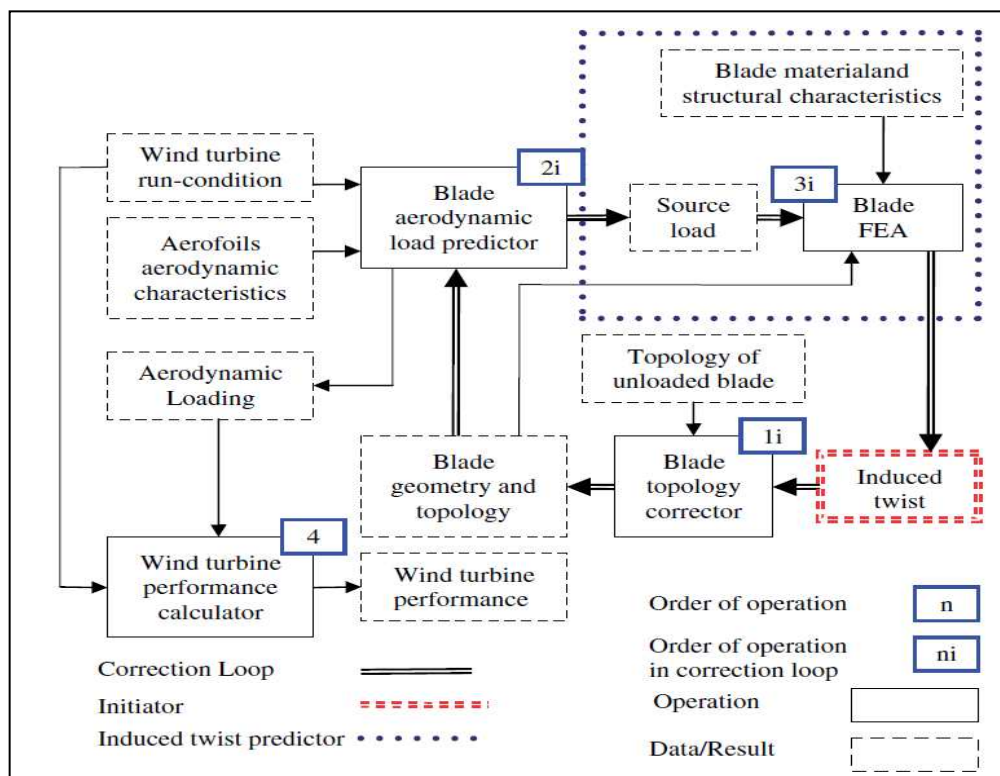 Blade materialand
structural characteristics
Wind turbine
run-condition
2i
Blade
aerodynamic
load predictor
Source
load
3i
Blade
FEA
Aerofoils
aerodynamic
characteristics
Aerodynamic
Loading
Topology of
unloaded blade
1i
Blade
geometry and
topology
Blade
topology
corrector
Induced
twist
4
Wind turbine
performance
calculator
Wind turbine
performance
Order of operation
n
Order of operation
in correction loop
ni
Correction Loop
Initiator
Induced twist predictor
Operation
Data/Result